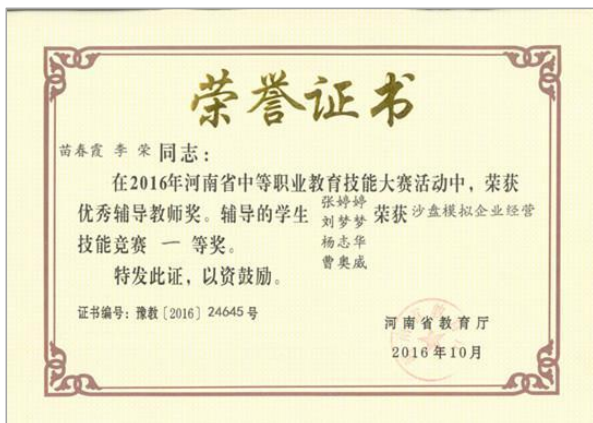 荣誉证书
苗春霞 李 荣 同志：
在2016年河南省中等职业教育技能大赛活动中，荣获
优秀辅导教师奖。辅导的学生 张婷婷 刘梦梦 杨志华 曹奥威 荣获 沙盘模拟企业经营
技能竞赛 一 等奖。
特发此证，以资鼓励。
证书编号：豫教〔2016〕24645号
河南省教育厅
2016年10月